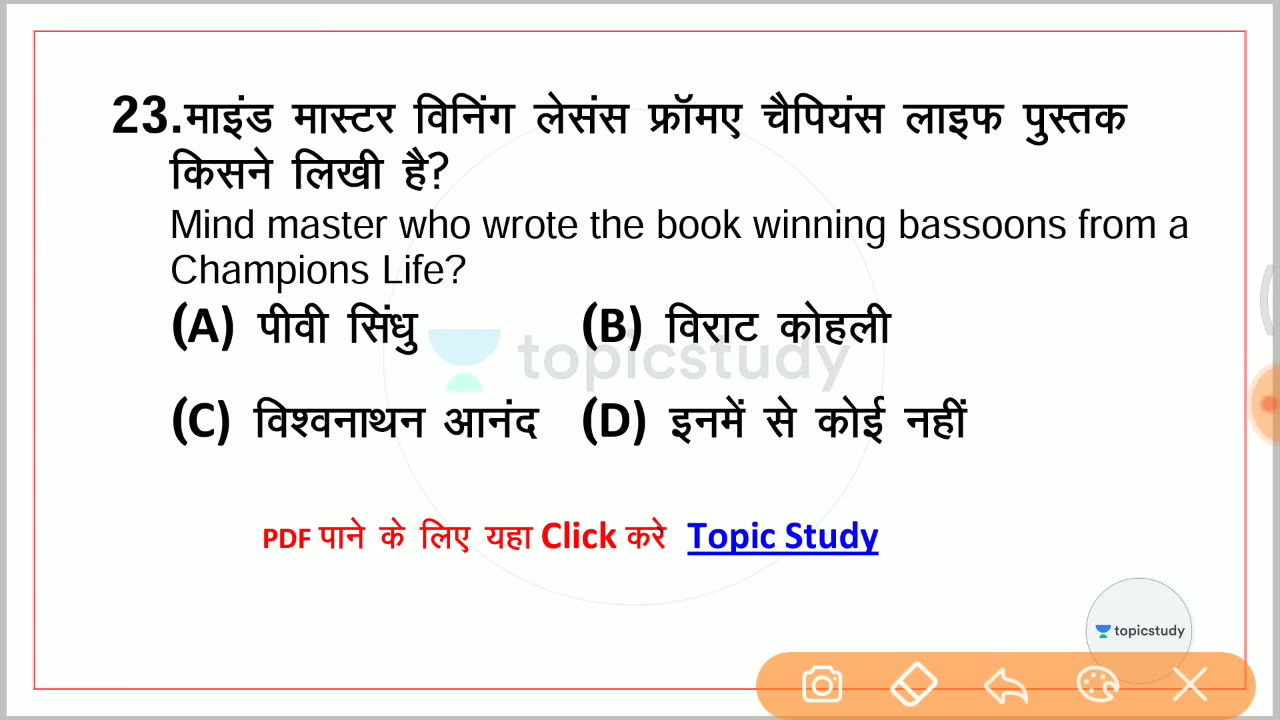 23.माइंड मास्टर विनिंग लेसंस फ्रॉमए चैपियंस लाइफ पुस्तक
किसने लिखी है?
Mind master who wrote the book winning bassoons from a
Champions Life?
(A) पीवी सिंधु (B) विराट कोहली
topicstudy
(C) विश्वनाथन आनंद (D) इनमें से कोई नहीं
PDF पाने के लिए यहा Click करे Topic Study
topicstudy